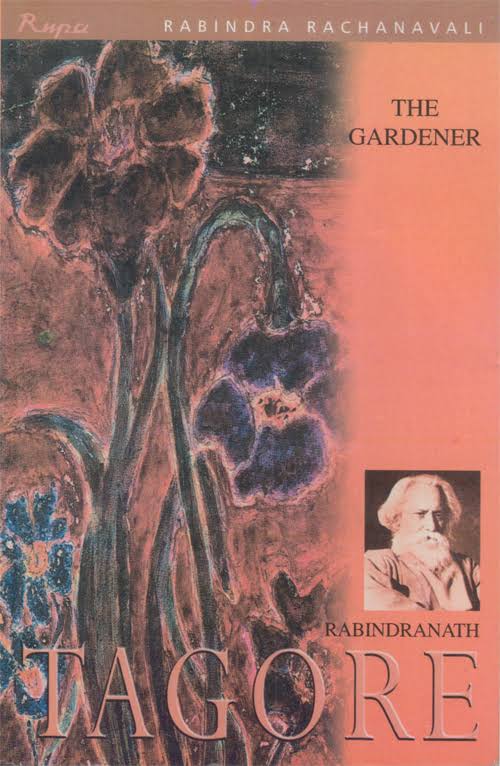 Rupa RABINDRA RACHANAVALI
THE
GARDENER
RABINDRANATH
TAGORE